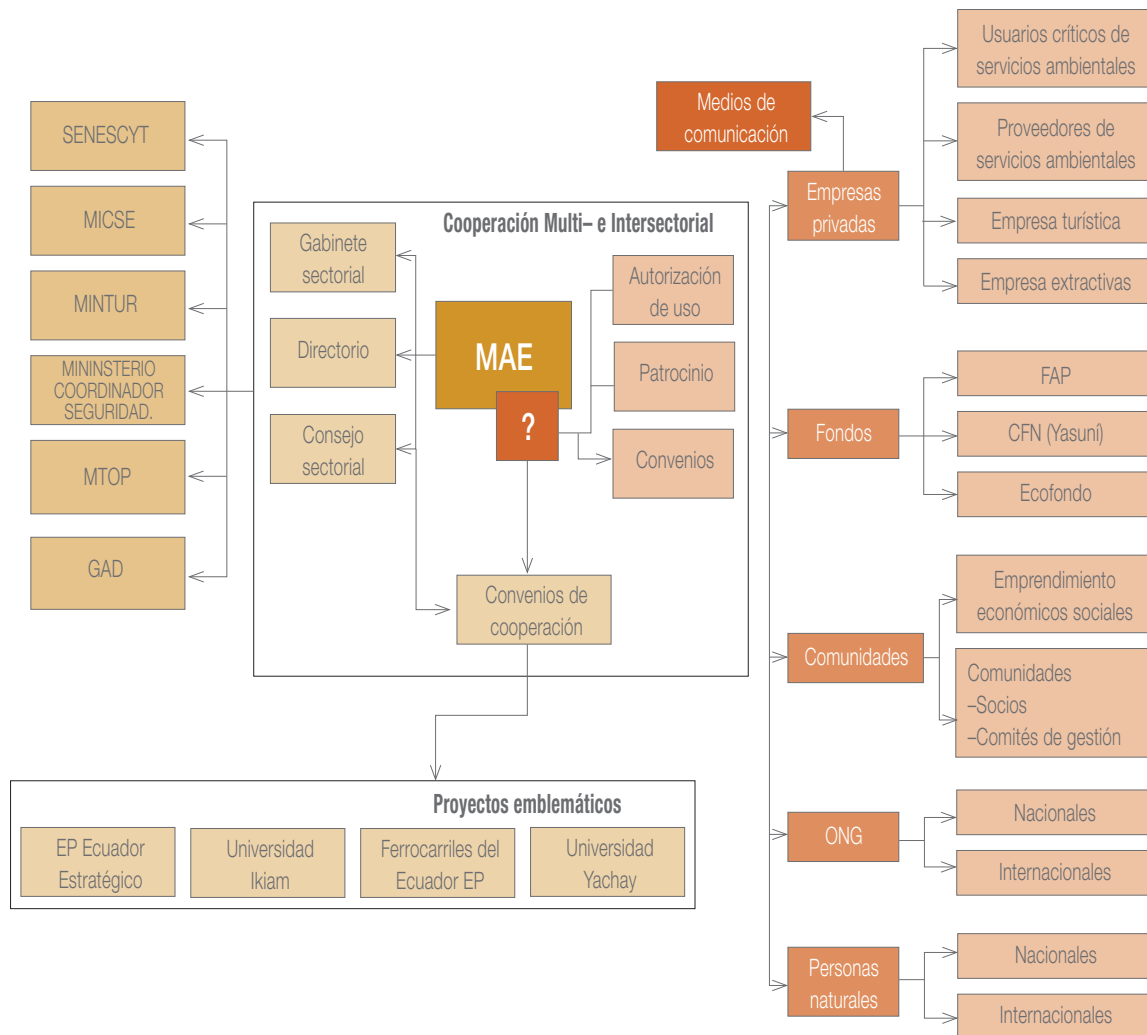 SENESCYT
MICSE
MINTUR
MININSTERIO
COORDINADOR
SEGURIDAD.
MTOP
GAD
Cooperación Multi– e Intersectorial
Gabinete
sectorial
Directorio
Consejo
sectorial
MAE
?
Autorización
de uso
Patrocinio
Convenios
Convenios de
cooperación
Proyectos emblemáticos
EP Ecuador
Estratégico
Universidad
Ikiam
Ferrocarriles del
Ecuador EP
Universidad
Yachay
Medios de
comunicación
Empresas
privadas
Usuarios críticos de
servicios ambientales
Proveedores de
servicios ambientales
Empresa turística
Empresa extractivas
Fondos
FAP
CFN (Yasuní)
Ecofondo
Comunidades
Emprendimiento
económicos sociales
Comunidades
–Socios
–Comités de gestión
ONG
Nacionales
Internacionales
Personas
naturales
Nacionales
Internacionales